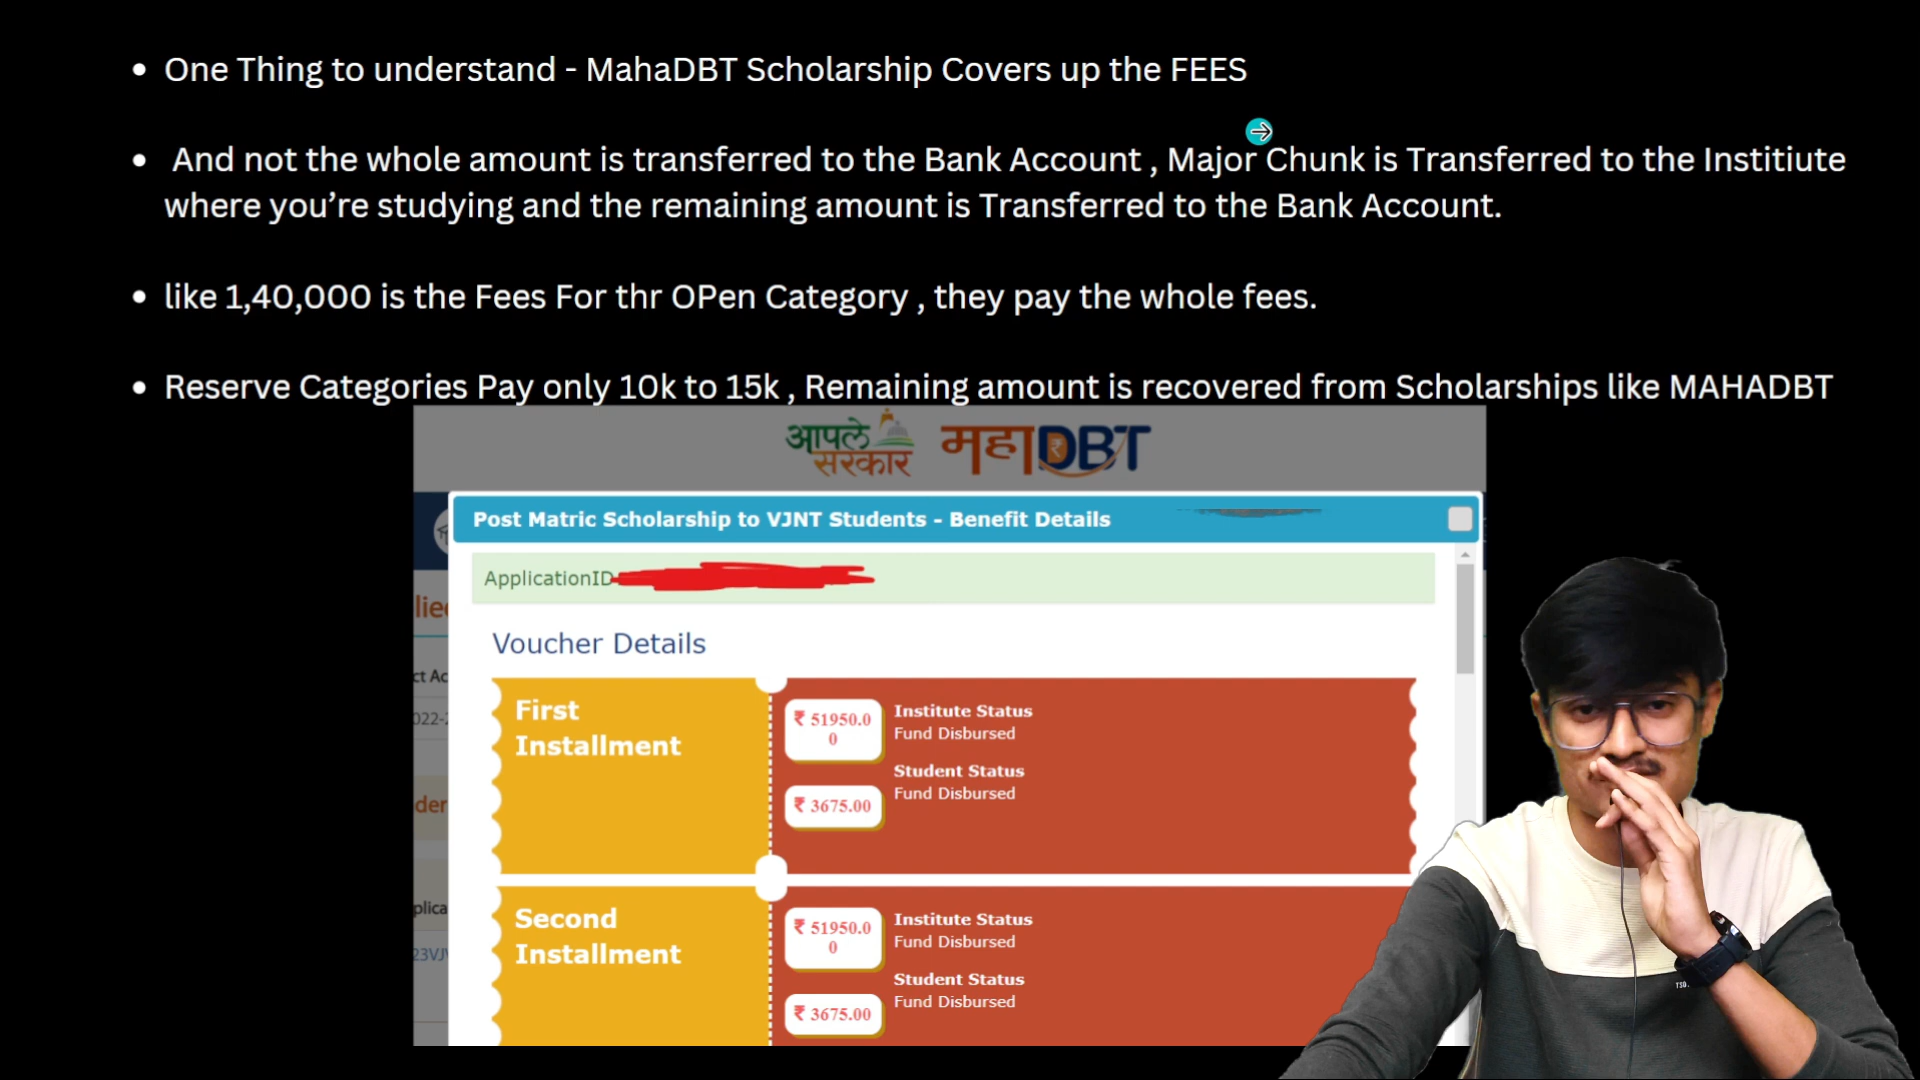 One Thing to understand - MahaDBT Scholarship Covers up the FEES
And not the whole amount is transferred to the Bank Account , Major Chunk is Transferred to the Institiute
where you’re studying and the remaining amount is Transferred to the Bank Account.
like 1,40,000 is the Fees For thr OPen Category , they pay the whole fees.
Reserve Categories Pay only 10k to 15k , Remaining amount is recovered from Scholarships like MAHADBT
आपले
सरकार
महाDBT
Post Matric Scholarship to VJNT Students - Benefit Details
ApplicationID
Voucher Details
First
Installment
₹ 51950.0
0
Institute Status
Fund Disbursed
₹ 3675.00
Student Status
Fund Disbursed
Second
Installment
₹ 51950.0
0
Institute Status
Fund Disbursed
₹ 3675.00
Student Status
Fund Disbursed